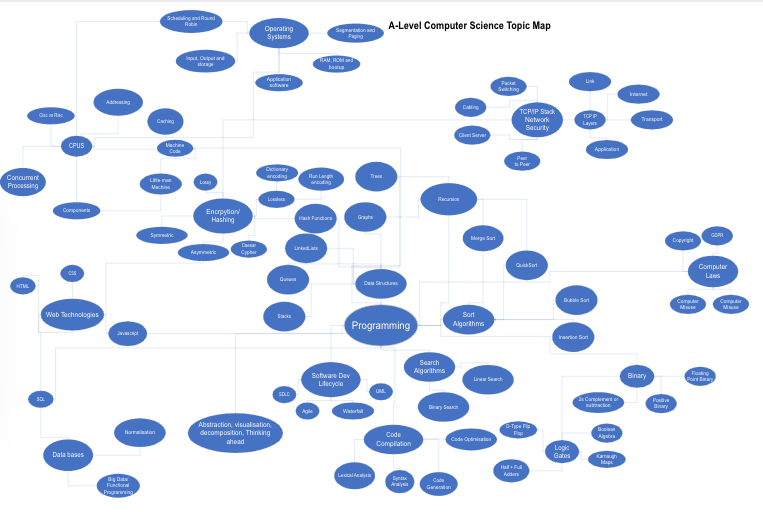 A-Level Computer Science Topic Map
Scheduling and Round
Robin
Operating
Systems
Segmentation and
Paging
Input, Output and
storage
RAM, ROM and
bootup
Application
software
Packet
Switching
Link
Internet
Cabling
TCP/IP Stack
Network
Security
TCP IP
Layers
Transport
Client Server
Application
Peer
to Peer
Addressing
Cisc vs Risc
Caching
CPUS
Machine
Code
Concurrent
Processing
Little man
Machine
Lossy
Dictionary
encoding
Run Length
encoding
Trees
Lossless
Recursion
Components
Encrpytion/
Hashing
Hash Functions
Graphs
Symmetric
Asymmetric
Caesar
Cypher
LinkedLists
Merge Sort
QuickSort
Copyright
GDPR
Computer
Laws
Computer
Misuse
Computer
Misuse
CSS
HTML
Queues
Data Structures
Web Technologies
Stacks
Programming
Sort
Algorithms
Bubble Sort
Javascript
Insertion Sort
Software Dev
Lifecycle
Search
Algorithms
Linear Search
Binary
Floating
Point Binary
SDLC
UML
Agile
Waterfall
Binary Search
2s Complement or
subtraction
Positive
Binary
SQL
Normalisation
Abstraction, visualisation,
decomposition, Thinking
ahead
Code
Compilation
Code Optimisation
D-Type Flip
Flop
Boolean
Algebra
Logic
Gates
Karnaugh
Maps
Half + Full
Adders
Data bases
Big Data/
Functional
Programming
Lexical Analysis
Syntax
Analysis
Code
Generation